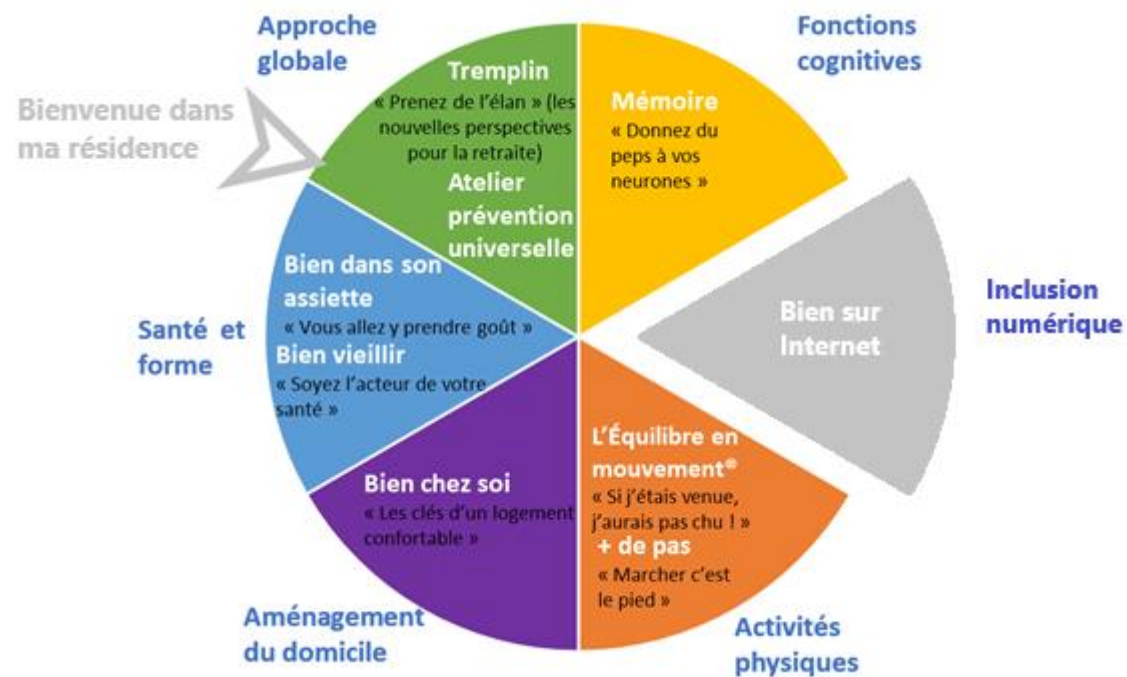 Approche
globale
Fonctions
cognitives
Bienvenue dans
ma résidence
Tremplin
« Prenez de l'élan » (les
nouvelles perspectives
pour la retraite)
Atelier
prévention
universelle
Mémoire
« Donnez du
peps à vos
neurones »
Bien sur
Internet
Inclusion
numérique
Santé et
forme
Bien dans son
assiette
« Vous allez y prendre goût »
Bien vieillir
« Soyez l'acteur de votre
santé »
Bien chez soi
« Les clés d'un logement
confortable »
L'Équilibre en
mouvement®
« Si j'étais venue,
j'aurais pas chu ! »
+ de pas
« Marcher c'est
le pied »
Aménagement
du domicile
Activités
physiques